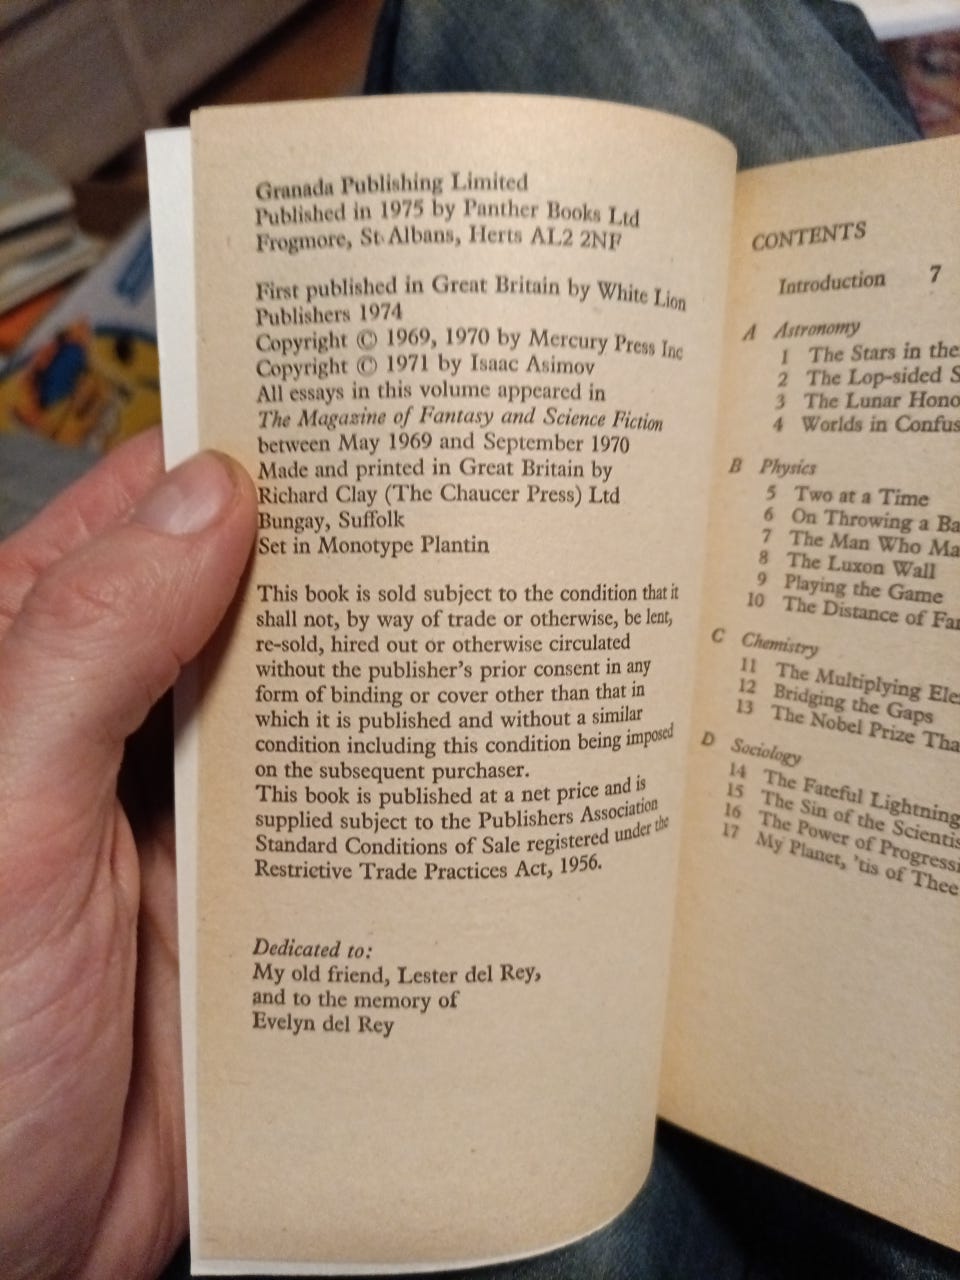 Granada Publishing Limited
Published in 1975 by Panther Books Ltd
Frogmore, St Albans, Herts AL2 2NF
First published in Great Britain by White Lion
Publishers 1974
Copyright © 1969, 1970 by Mercury Press Inc
Copyright © 1971 by Isaac Asimov
All essays in this volume appeared in
The Magazine of Fantasy and Science Fiction
between May 1969 and September 1970
Made and printed in Great Britain by
Richard Clay (The Chaucer Press) Ltd
Bungay, Suffolk
Set in Monotype Plantin
This book is sold subject to the condition that it
shall not, by way of trade or otherwise, be lent,
re-sold, hired out or otherwise circulated
without the publisher's prior consent in any
form of binding or cover other than that in
which it is published and without a similar
condition including this condition being imposed
on the subsequent purchaser.
This book is published at a net price and is
supplied subject to the Publishers Association
Standard Conditions of Sale registered under the
Restrictive Trade Practices Act, 1956.
Dedicated to:
My old friend, Lester del Rey,
and to the memory of
Evelyn del Rey
CONTENTS
Introduction 7
A Astronomy
1 The Stars in the
2 The Lop-sided S
3 The Lunar Hono
4 Worlds in Confus
B Physics
5 Two at a Time
6 On Throwing a Ba
7 The Man Who Ma
8 The Luxon Wall
9 Playing the Game
10 The Distance of Far
C Chemistry
11 The Multiplying Ele
12 Bridging the Gaps
13 The Nobel Prize Tha
D Sociology
14 The Fateful Lightning
15 The Sin of the Scientis
16 The Power of Progressi
17 My Planet, 'tis of Thee